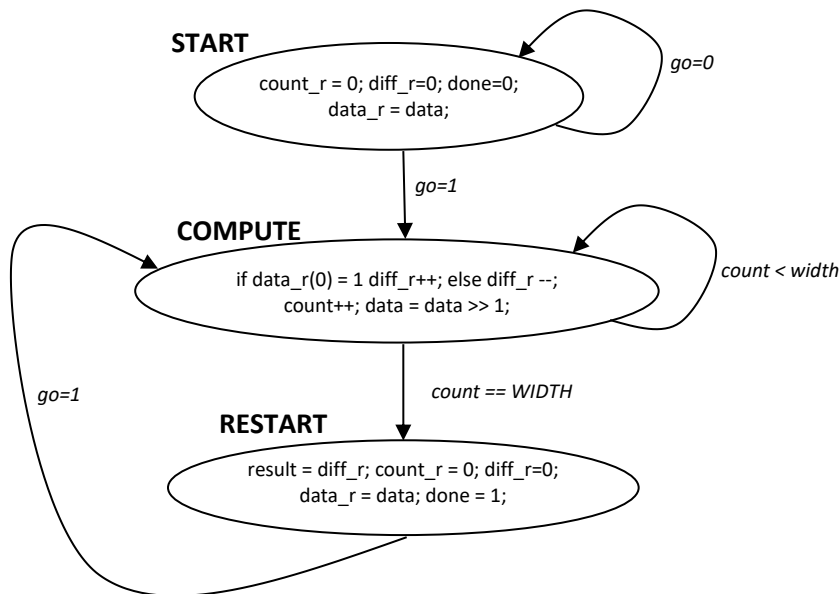 START
go=0
count_r = 0; diff_r=0; done=0;
data_r = data;
go=1
COMPUTE
if data_r(0) = 1 diff_r++; else diff_r --;
count++; data = data >> 1;
count < width
go=1
count == WIDTH
RESTART
result = diff_r; count_r = 0; diff_r=0;
data_r = data; done = 1;